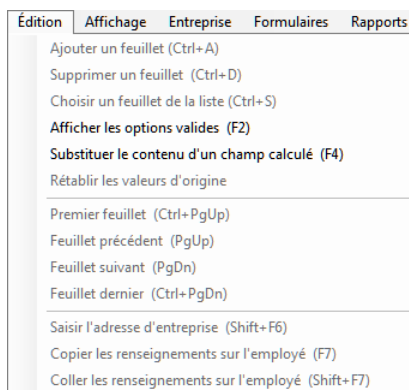 Édition Affichage Entreprise Formulaires Rapports
Ajouter un feuillet (Ctrl+A)
Supprimer un feuillet (Ctrl+D)
Choisir un feuillet de la liste (Ctrl+S)
Afficher les options valides (F2)
Substituer le contenu d'un champ calculé (F4)
Rétablir les valeurs d'origine
Premier feuillet (Ctrl+PgUp)
Feuillet précédent (PgUp)
Feuillet suivant (PgDn)
Feuillet dernier (Ctrl+PgDn)
Saisir l'adresse d'entreprise (Shift+F6)
Copier les renseignements sur l'employé (F7)
Coller les renseignements sur l'employé (Shift+F7)